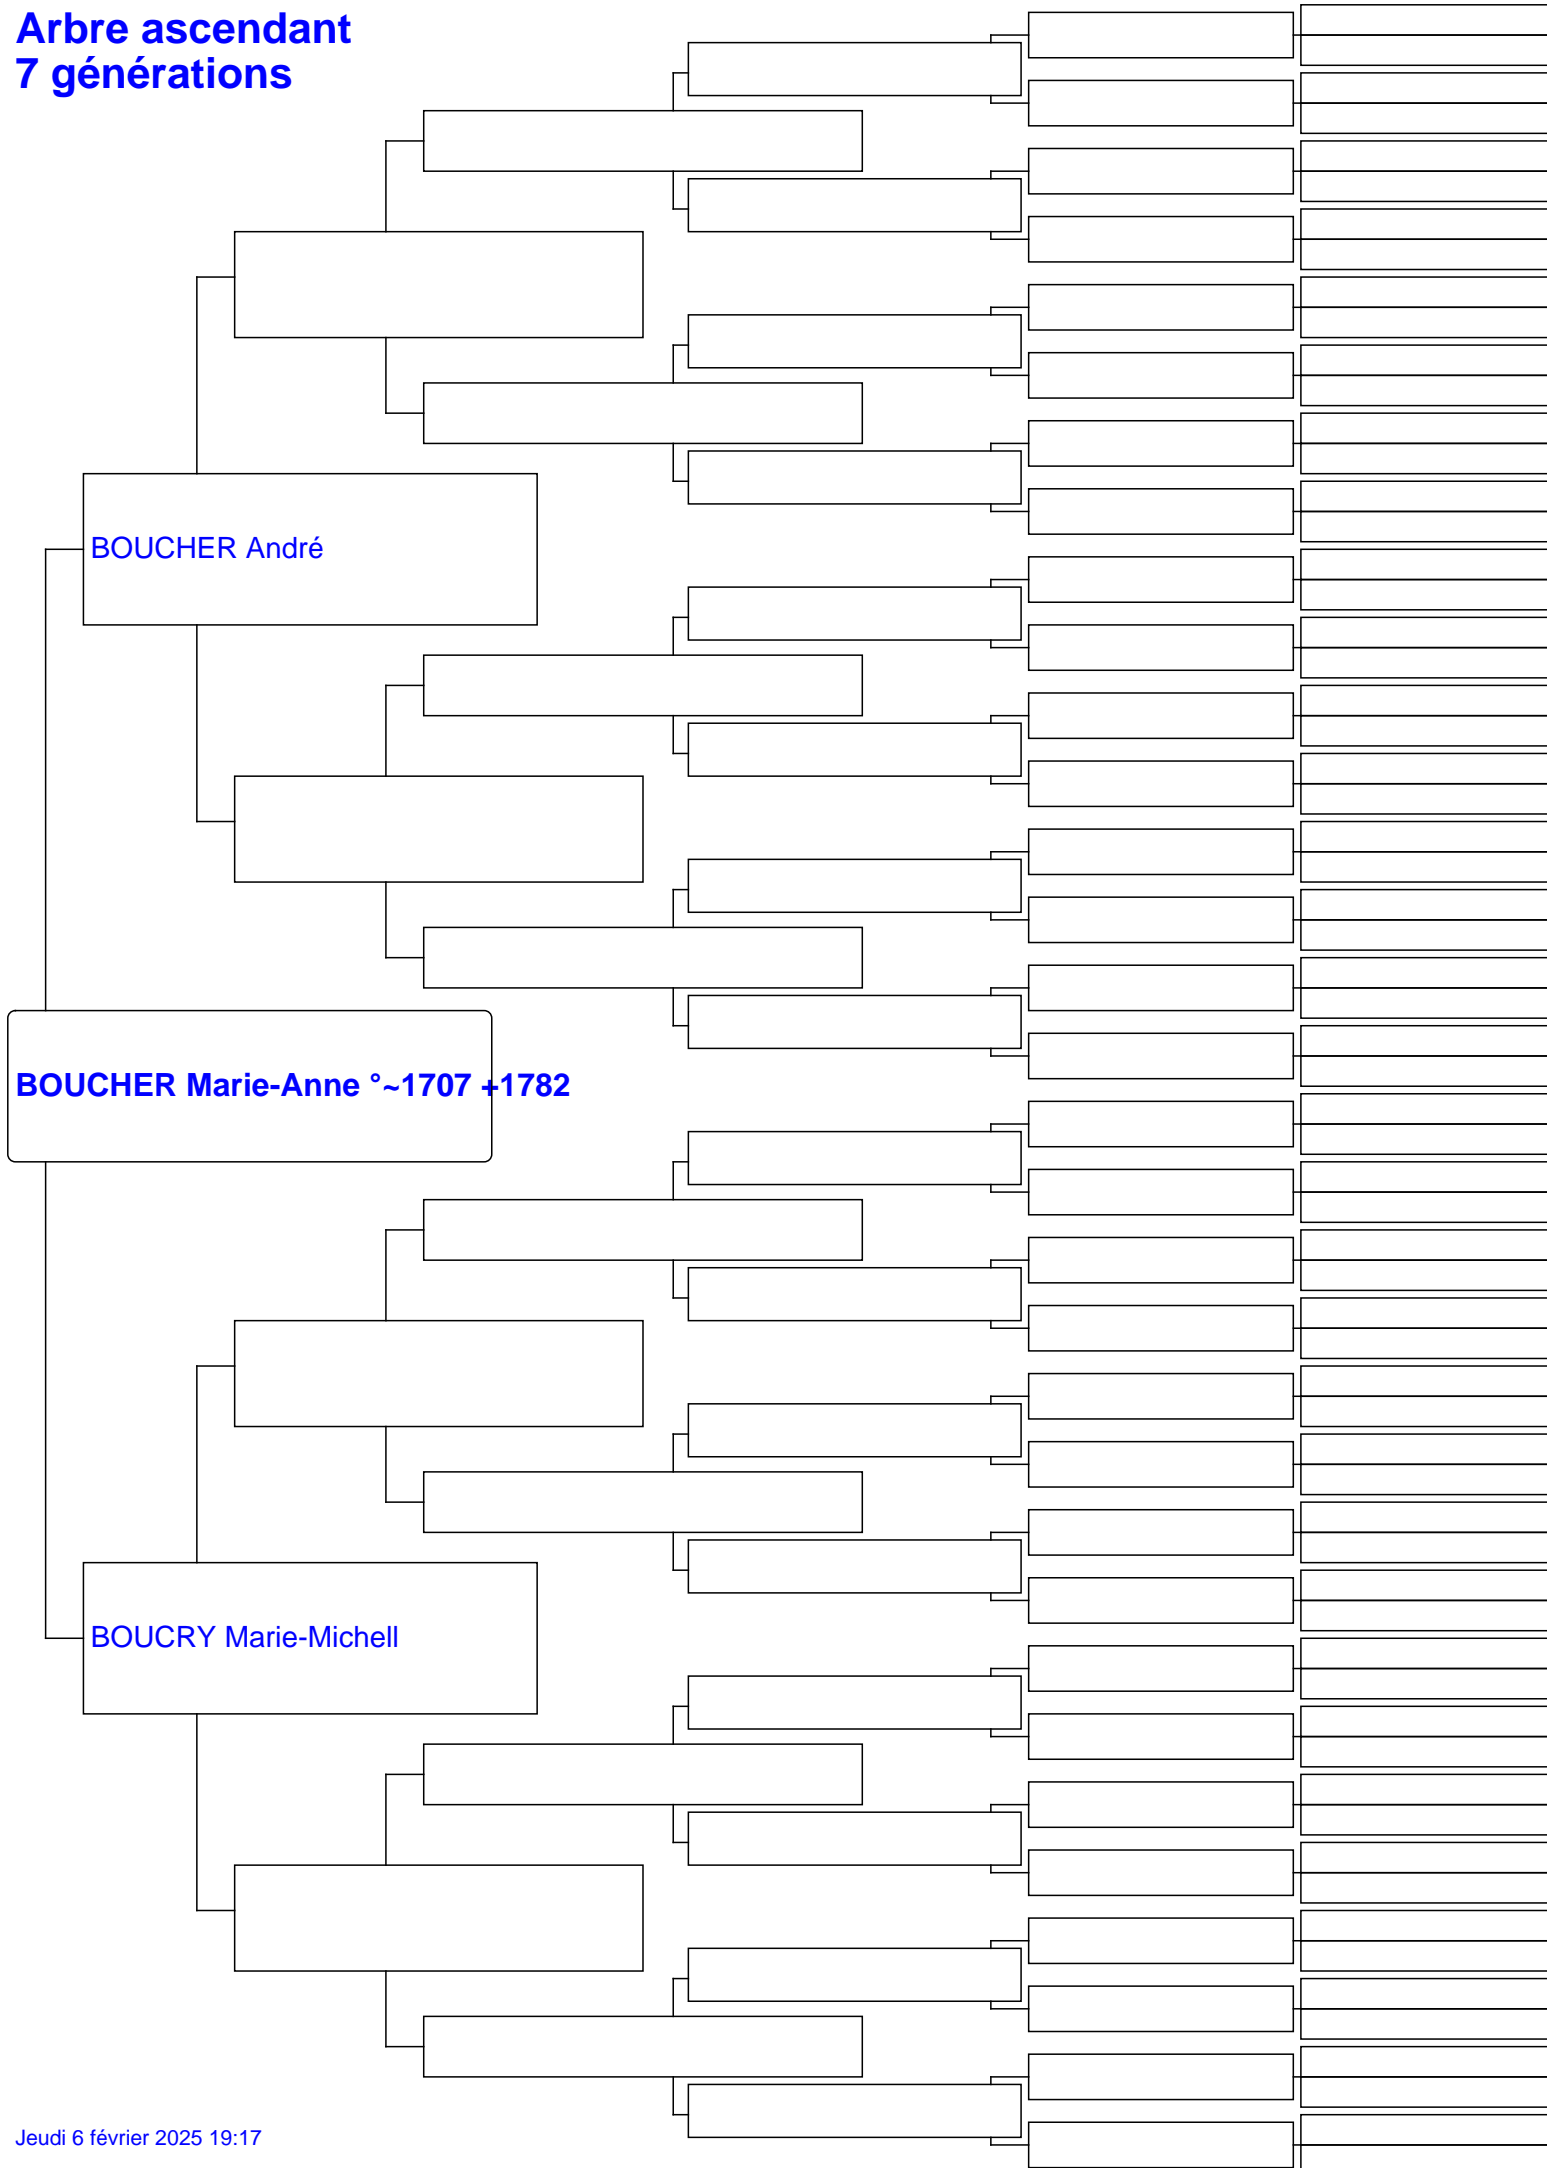 Arbre ascendant
7 générations
BOUCHER André
BOUCHER Marie-Anne °~1707 +1782
BOUCRY Marie-Michell
Jeudi 6 février 2025 19:17